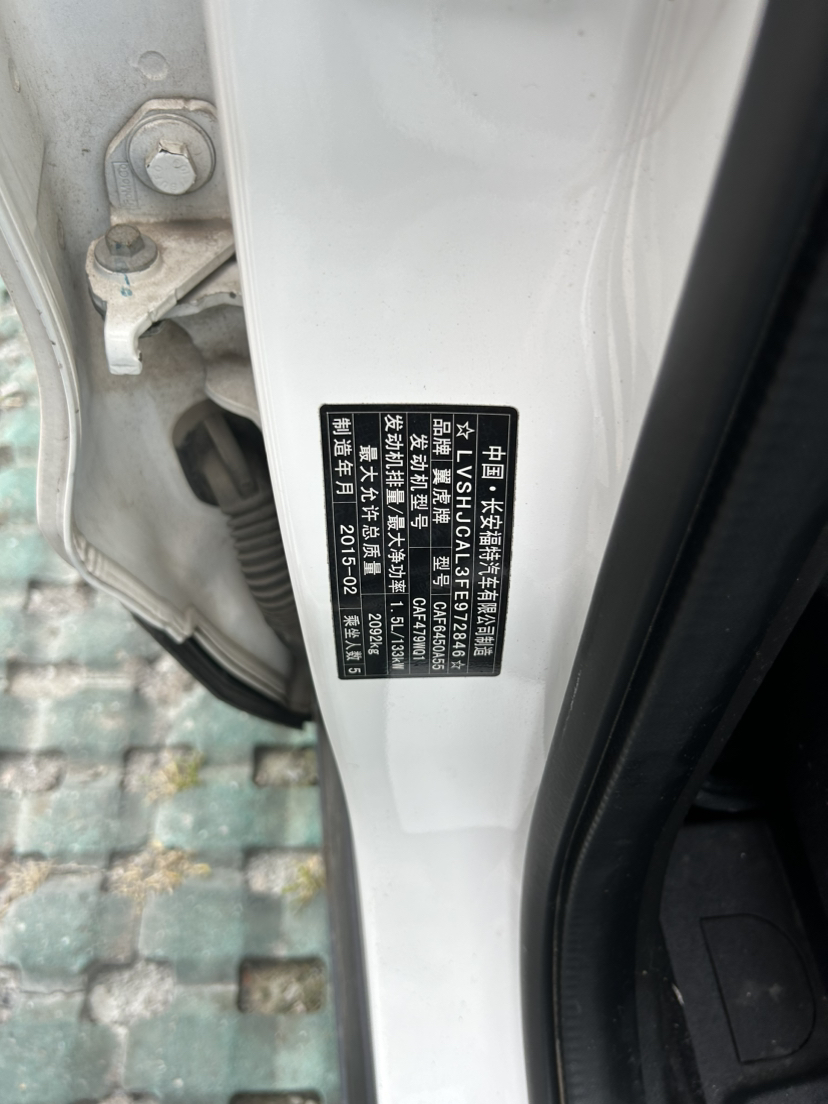 中国·长安福特汽车有限公司制造
☆LVSHJCAL3FE972846☆
品牌 翼虎牌 型号 CAF6450A55
发动机型号 CAF479WQ1
发动机排量/最大净功率 1.5L/133kW
最大允许总质量 2092kg
制造年月 2015-02 乘坐人数 5